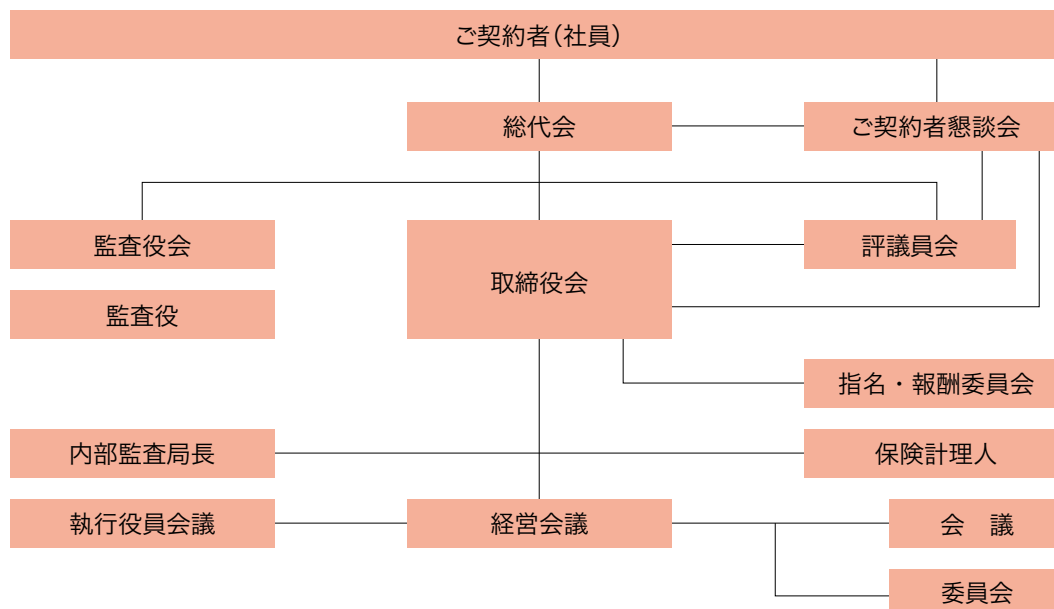 ご契約者（社員）
総代会
ご契約者懇談会
監査役会
取締役会
評議員会
監査役
指名・報酬委員会
内部監査局長
保険計理人
執行役員会議
経営会議
会　議
委員会